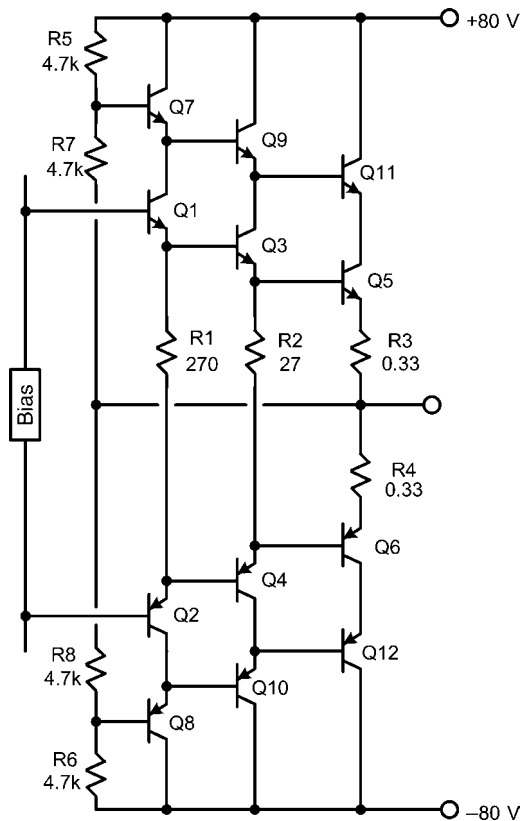 +80 V
R5
4.7k
Q7
R7
4.7k
Q9
Q11
Q1
Q3
Q5
R1
270
R2
27
R3
0.33
Bias
R4
0.33
Q6
Q4
Q2
Q12
R8
4.7k
Q10
Q8
R6
4.7k
–80 V